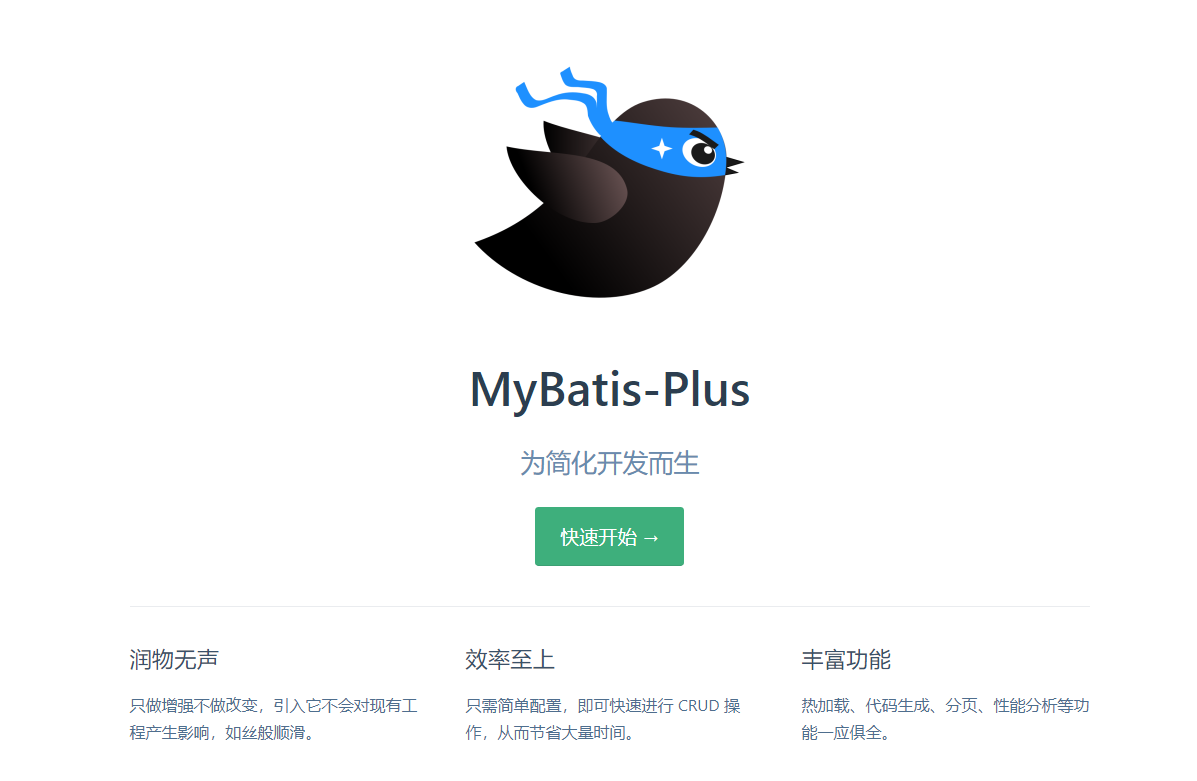 MyBatis-Plus
为简化开发而生
快速开始 →
润物无声
只做增强不做改变，引入它不会对现有工
程产生影响，如丝般顺滑。
效率至上
只需简单配置，即可快速进行 CRUD 操
作，从而节省大量时间。
丰富功能
热加载、代码生成、分页、性能分析等功
能一应俱全。